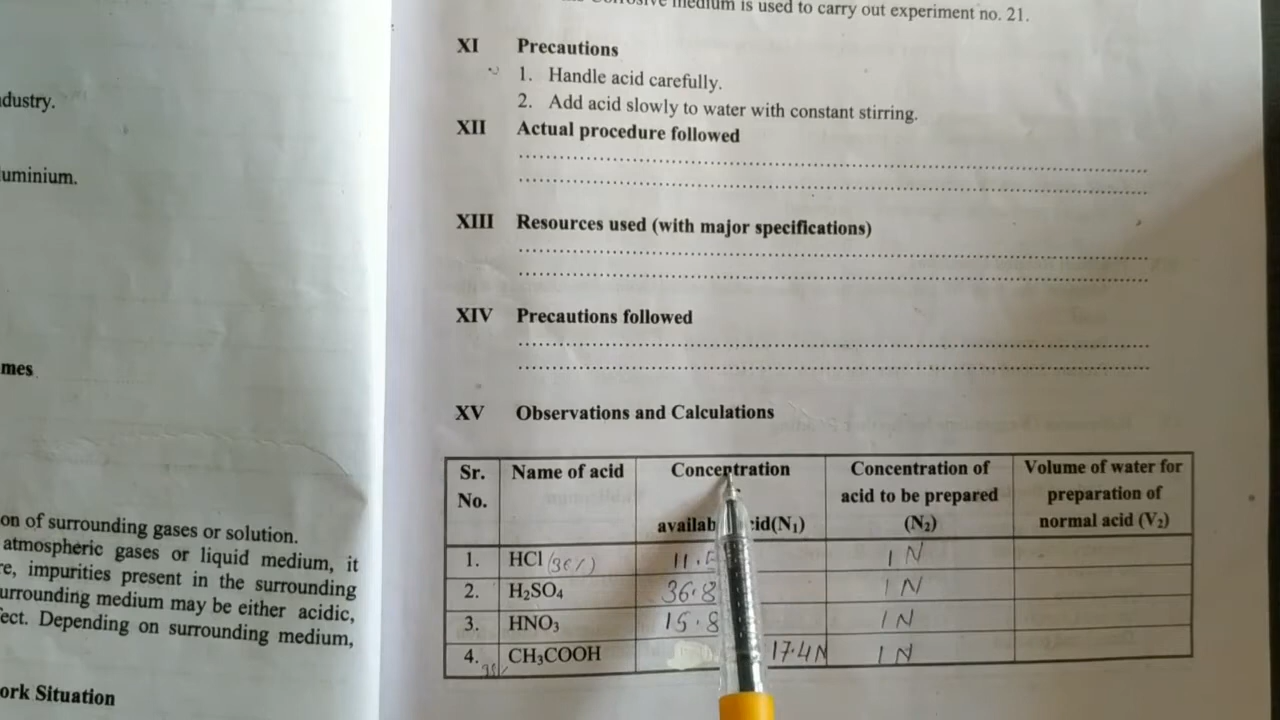 dustry.
uminium.
mes
on of surrounding gases or solution.
atmospheric gases or liquid medium, it
re, impurities present in the surrounding
urrounding medium may be either acidic,
fect. Depending on surrounding medium,
ork Situation
medium is used to carry out experiment no. 21.
XI Precautions
1. Handle acid carefully.
2. Add acid slowly to water with constant stirring.
XII Actual procedure followed
XIII Resources used (with major specifications)
XIV Precautions followed
XV Observations and Calculations
Sr. No. Name of acid Concentration availab cid(N₁) Concentration of acid to be prepared (N₂) Volume of water for preparation of normal acid (V₂)
1. HCl (36%) 11. 1 N
2. H₂SO₄ 36.8 1 N
3. HNO₃ 15.8 1 N
4. CH₃COOH 17.4N 1 N